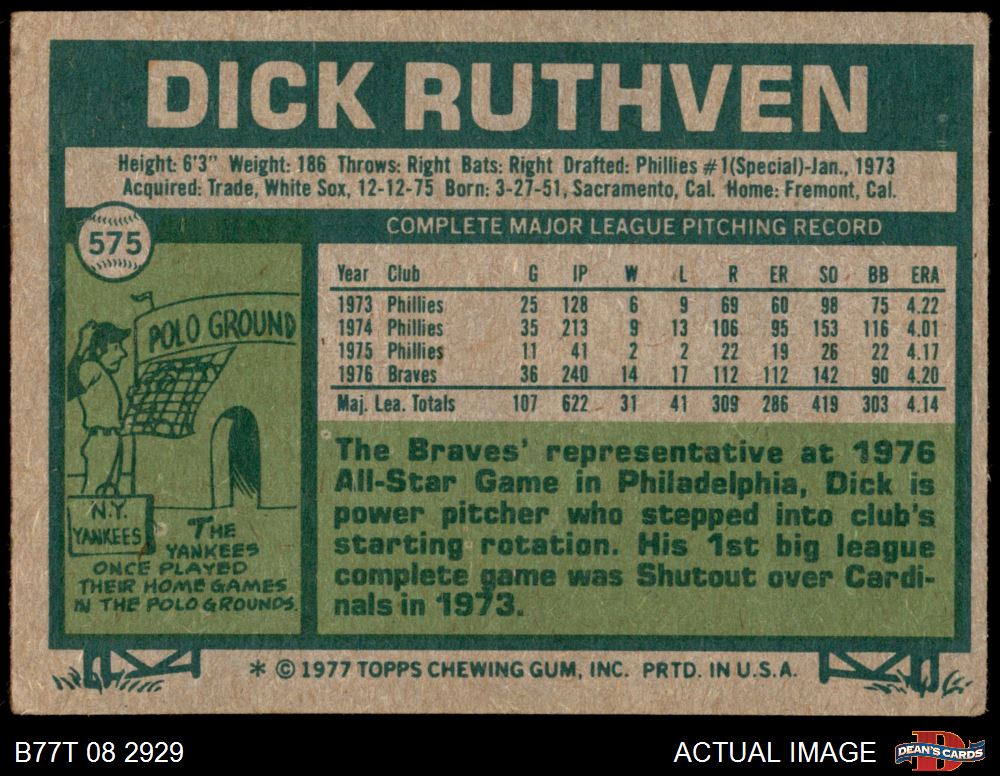 DICK RUTHVEN
Height: 6'3" Weight: 186 Throws: Right Bats: Right Drafted: Phillies #1(Special)-Jan., 1973
Acquired: Trade, White Sox, 12-12-75 Born: 3-27-51, Sacramento, Cal. Home: Fremont, Cal.
575
COMPLETE MAJOR LEAGUE PITCHING RECORD
Year Club G IP W L R ER SO BB ERA
1973 Phillies 25 128 6 9 69 60 98 75 4.22
1974 Phillies 35 213 9 13 106 95 153 116 4.01
1975 Phillies 11 41 2 2 22 19 26 22 4.17
1976 Braves 36 240 14 17 112 112 142 90 4.20
Maj. Lea. Totals 107 622 31 41 309 286 419 303 4.14
POLO GROUND
N.Y.
YANKEES
THE
YANKEES
ONCE PLAYED
THEIR HOME GAMES
IN THE POLO GROUNDS.
The Braves' representative at 1976
All-Star Game in Philadelphia, Dick is
power pitcher who stepped into club's
starting rotation. His 1st big league
complete game was Shutout over Cardi-
nals in 1973.
* © 1977 TOPPS CHEWING GUM, INC. PRTD. IN U.S.A.
B77T 08 2929
ACTUAL IMAGE
DEAN'S CARDS